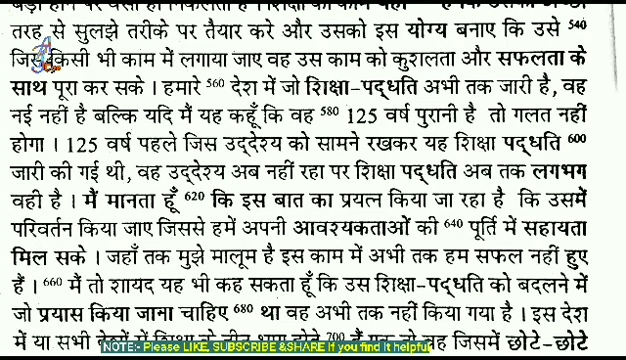 तरह से सुलझे तरीके पर तैयार करे और उसको इस योग्य बनाए कि उसे 540
जिस किसी भी काम में लगाया जाए वह उस काम को कुशालता और सफलता के
साथ पूरा कर सके । हमारे 560 देश में जो शिक्षा-पद्धति अभी तक जारी है, वह
नई नहीं है बल्कि यदि मैं यह कहूँ कि वह 580 125 वर्ष पुरानी है तो गलत नहीं
होगा । 125 वर्ष पहले जिस उद्देश्य को सामने रखकर यह शिक्षा पद्धति 600
जारी की गई थी, वह उद्देश्य अब नहीं रहा पर शिक्षा पद्धति अब तक लगभग
वही है । मैं मानता हूँ 620 कि इस बात का प्रयत्न किया जा रहा है कि उसमें
परिवर्तन किया जाए जिससे हमें अपनी आवश्यकताओं की 640 पूर्ति में सहायता
मिल सके । जहाँ तक मुझे मालूम है इस काम में अभी तक हम सफल नहीं हुए
हैं । 660 मैं तो शायद यह भी कह सकता हूँ कि उस शिक्षा-पद्धति को बदलने में
जो प्रयास किया जाना चाहिए 680 था वह अभी तक नहीं किया गया है । इस देश
में या सभी 700 वह जिसमें छोटे-छोटे
NOTE:- Please LIKE, SUBSCRIBE &SHARE If you find it helpful